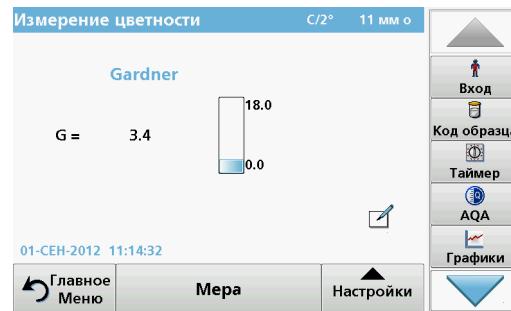 Измерение цветности C/2° 11 мм о
Gardner
18.0
G = 3.4
0.0
01-СЕН-2012 11:14:32
Главное
Меню
Мера
Настройки
Вход
Код образц
Таймер
AQA
Графики